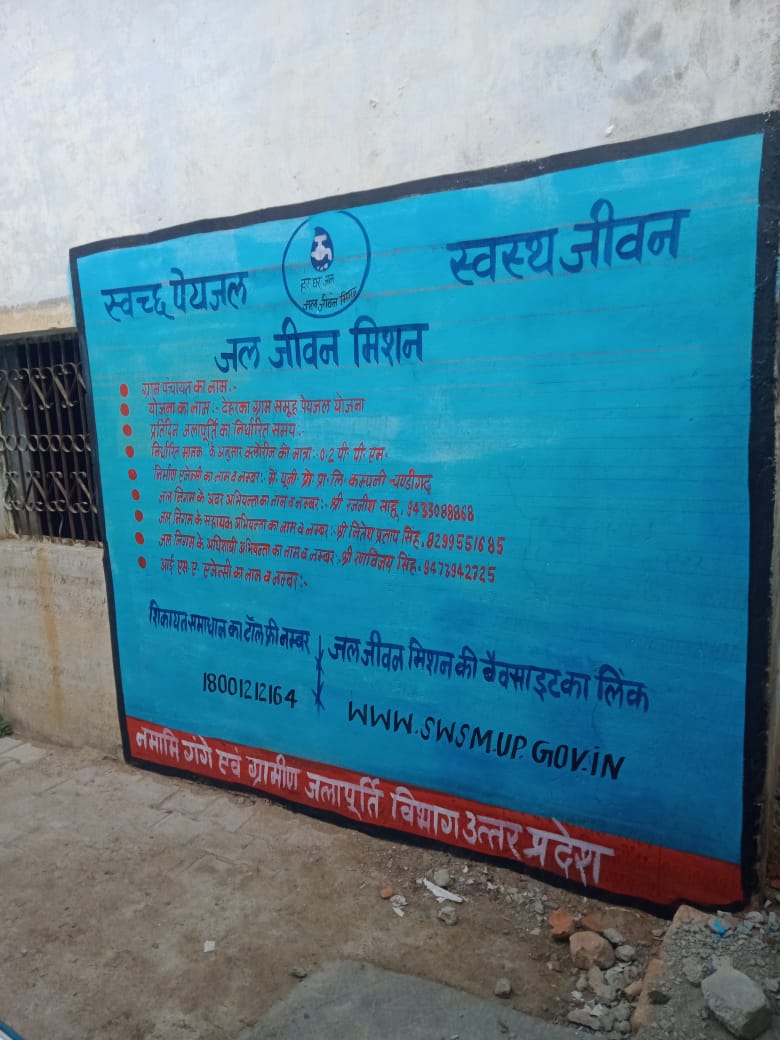 स्वच्छ पेयजल
हर घर जल
जल जीवन मिशन
स्वस्थ जीवन
जल जीवन मिशन
ग्राम पंचायत का नाम:-
योजना का नाम:- देहरका ग्राम समूह पेयजल योजना
प्रतिदिन जलापूर्ति का निर्धारित समय:
निर्धारित मानक के अनुसार क्लोरीन की मात्रा: 0.2 पी॰ पी॰ एम॰
निर्माण एजेन्सी का नाम व नम्बर:- मै॰ यूनी प्रो प्रा॰ लि॰ कम्पनी चण्डीगढ़
जल निगम के अवर अभियन्ता का नाम व नम्बर:- श्री रजनीश साहू. 9433089868
जल निगम के सहायक अभियन्ता का नाम व नम्बर:- श्री नितेश प्रताप सिंह. 8299551685
जल निगम के अधिशाषी अभियन्ता का नाम व नम्बर: श्री रणविजय सिंह. 9473942725
आई॰ एस॰ ए॰ एजेन्सी का नाम व नम्बर:-
शिकायत समाधान का टॉल फ्री नम्बर
18001212164
जल जीवन मिशन की बैवसाइट का लिंक
WWW.SWSM.UP.GOV.iN
नमामि गंगे एवं ग्रामीण जलापूर्ति विभाग उत्तर प्रदेश